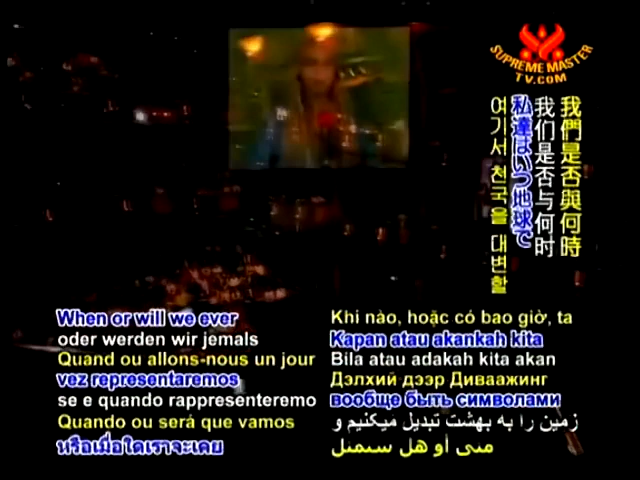 SUPREME MASTER
TV.COM
我們是否與何時
我们是否与何时
私達はいつ地球で
여기서 천국을 대변할
When or will we ever
oder werden wir jemals
Quand ou allons-nous un jour
vez representaremos
se e quando rappresenteremo
Quando ou será que vamos
หรือเมื่อใดเราจะเคย
Khi nào, hoặc có bao giờ, ta
Kapan atau akankah kita
Bila atau adakah kita akan
Дэлхий дээр Диваажинг
вообще быть символами
زمین را به بهشت تبدیل میکنیم و
متى أو هل سنمثل